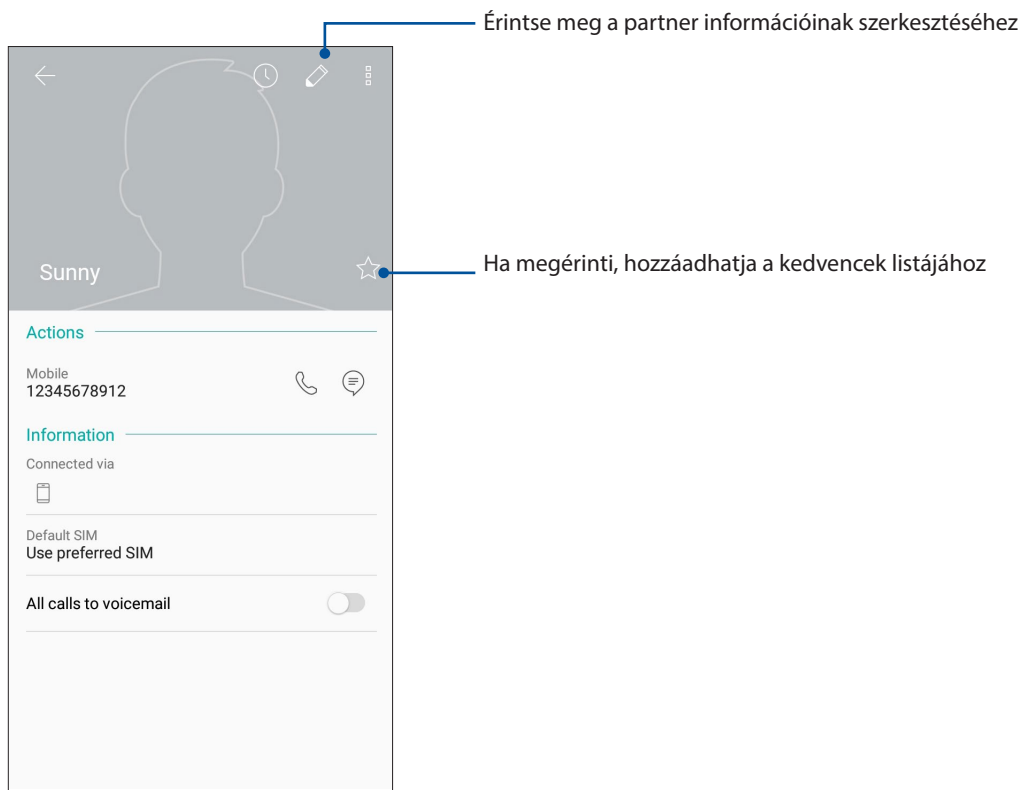 Érintse meg a partner információinak szerkesztéséhez
Sunny
Ha megérinti, hozzáadhatja a kedvencek listájához
Actions
Mobile
12345678912
Information
Connected via
Default SIM
Use preferred SIM
All calls to voicemail